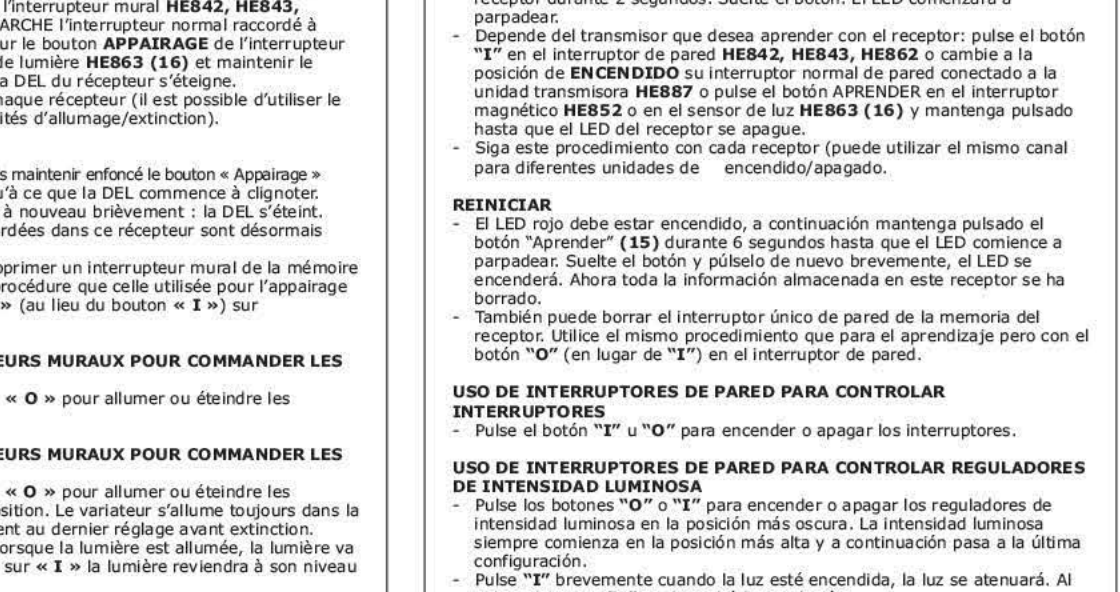 l'interrupteur mural HE842, HE843,
ARCHE l'interrupteur normal raccordé à
ur le bouton APPAIRAGE de l'interrupteur
de lumière HE863 (16) et maintenir le
a DEL du récepteur s'éteigne.
haque récepteur (il est possible d'utiliser le
ités d'allumage/extinction).
s maintenir enfoncé le bouton « Appairage »
u'à ce que la DEL commence à clignoter.
à nouveau brièvement : la DEL s'éteint.
rdées dans ce récepteur sont désormais
pprimer un interrupteur mural de la mémoire
rocédure que celle utilisée pour l'appairage
» (au lieu du bouton « I ») sur
EURS MURAUX POUR COMMANDER LES
« O » pour allumer ou éteindre les
EURS MURAUX POUR COMMANDER LES
« O » pour allumer ou éteindre les
sition. Le variateur s'allume toujours dans la
ent au dernier réglage avant extinction.
orsque la lumière est allumée, la lumière va
sur « I » la lumière reviendra à son niveau
receptor durante 2 segundos. Suelte el botón. El LED comenzará a
parpadear.
- Depende del transmisor que desea aprender con el receptor: pulse el botón
"I" en el interruptor de pared HE842, HE843, HE862 o cambie a la
posición de ENCENDIDO su interruptor normal de pared conectado a la
unidad transmisora HE887 o pulse el botón APRENDER en el interruptor
magnético HE852 o en el sensor de luz HE863 (16) y mantenga pulsado
hasta que el LED del receptor se apague.
- Siga este procedimiento con cada receptor (puede utilizar el mismo canal
para diferentes unidades de encendido/apagado.
REINICIAR
- El LED rojo debe estar encendido, a continuación mantenga pulsado el
botón "Aprender" (15) durante 6 segundos hasta que el LED comience a
parpadear. Suelte el botón y púlselo de nuevo brevemente, el LED se
encenderá. Ahora toda la información almacenada en este receptor se ha
borrado.
- También puede borrar el interruptor único de pared de la memoria del
receptor. Utilice el mismo procedimiento que para el aprendizaje pero con el
botón "O" (en lugar de "I") en el interruptor de pared.
USO DE INTERRUPTORES DE PARED PARA CONTROLAR
INTERRUPTORES
- Pulse el botón "I" u "O" para encender o apagar los interruptores.
USO DE INTERRUPTORES DE PARED PARA CONTROLAR REGULADORES
DE INTENSIDAD LUMINOSA
- Pulse los botones "O" o "I" para encender o apagar los reguladores de
intensidad luminosa en la posición más oscura. La intensidad luminosa
siempre comienza en la posición más alta y a continuación pasa a la última
configuración.
- Pulse "I" brevemente cuando la luz esté encendida, la luz se atenuará. Al